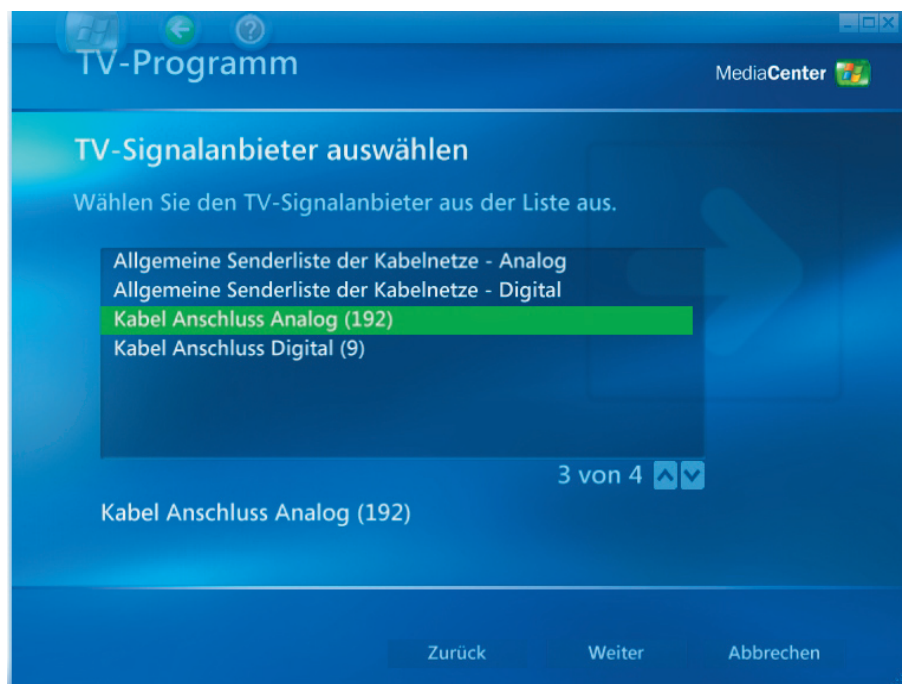 TV-Programm
MediaCenter
TV-Signalanbieter auswählen
Wählen Sie den TV-Signalanbieter aus der Liste aus.
Allgemeine Senderliste der Kabelnetze - Analog
Allgemeine Senderliste der Kabelnetze - Digital
Kabel Anschluss Analog (192)
Kabel Anschluss Digital (9)
3 von 4
Kabel Anschluss Analog (192)
Zurück Weiter Abbrechen